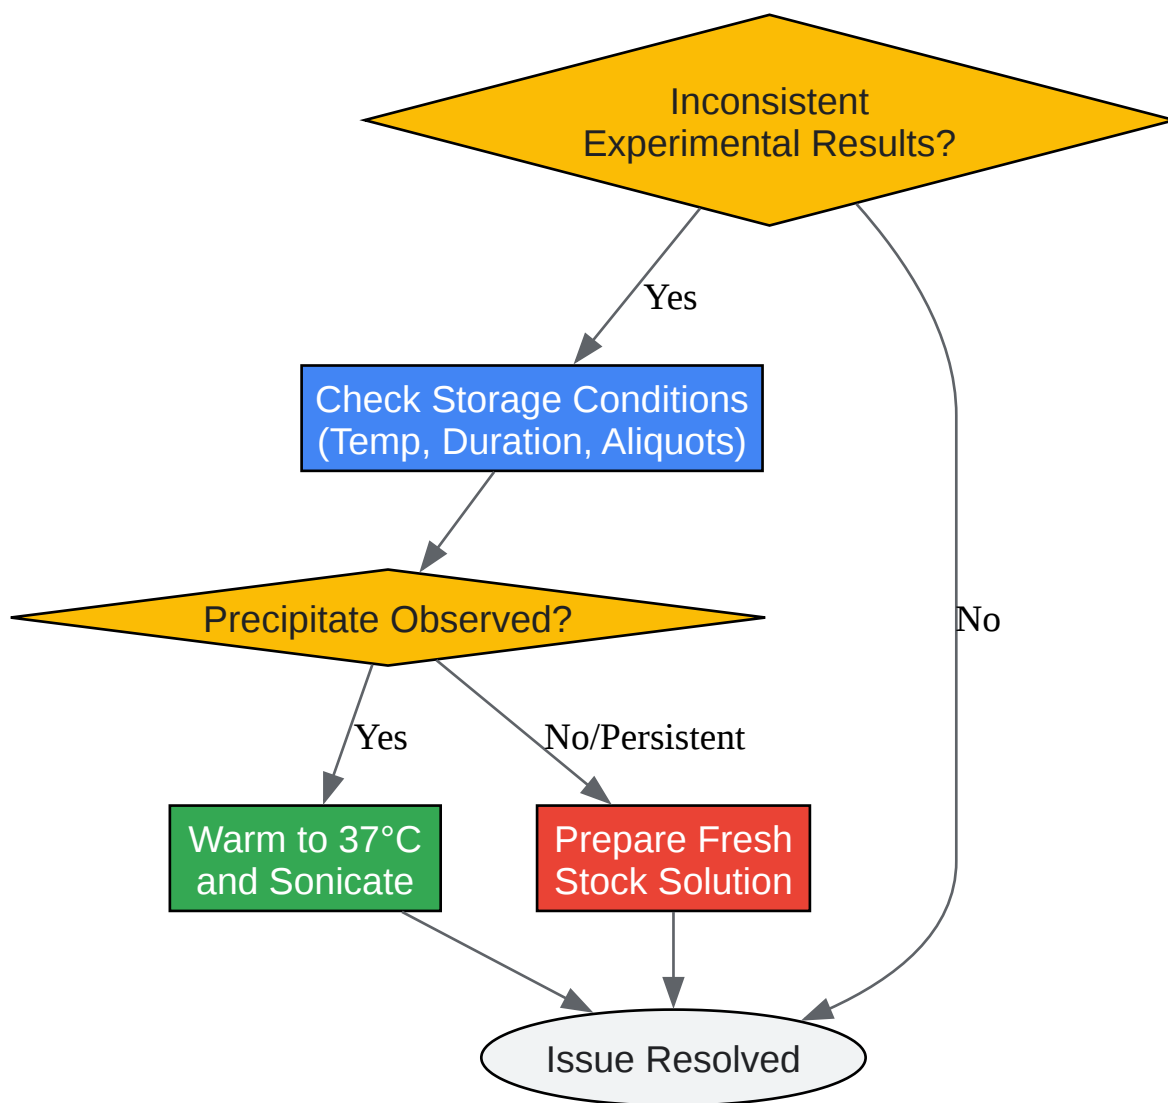 Inconsistent
Experimental Results?
Yes
Check Storage Conditions
(Temp, Duration, Aliquots)
Precipitate Observed?
No
Yes
No/Persistent
Warm to 37°C
and Sonicate
Prepare Fresh
Stock Solution
Issue Resolved